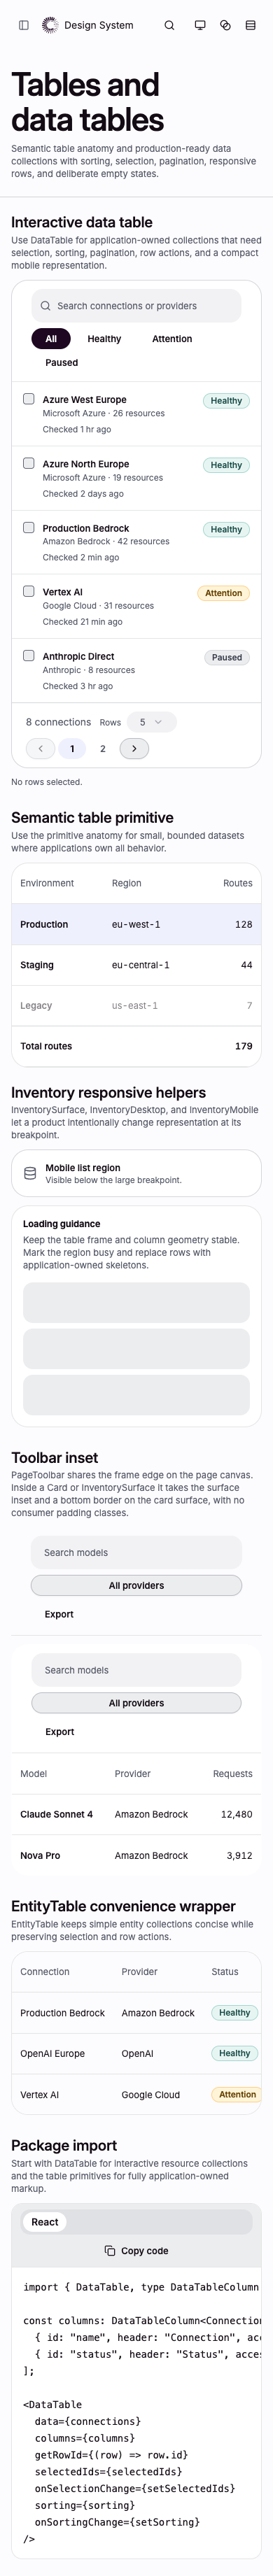 Design System
Tables and
data tables
Semantic table anatomy and production-ready data
collections with sorting, selection, pagination, responsive
rows, and deliberate empty states.
Interactive data table
Use DataTable for application-owned collections that need
selection, sorting, pagination, row actions, and a compact
mobile representation.
Search connections or providers
All Healthy Attention
Paused
Azure West Europe Healthy
Microsoft Azure · 26 resources
Checked 1 hr ago
Azure North Europe Healthy
Microsoft Azure · 19 resources
Checked 2 days ago
Production Bedrock Healthy
Amazon Bedrock · 42 resources
Checked 2 min ago
Vertex AI Attention
Google Cloud · 31 resources
Checked 21 min ago
Anthropic Direct Paused
Anthropic · 8 resources
Checked 3 hr ago
8 connections Rows 5
1 2
No rows selected.
Semantic table primitive
Use the primitive anatomy for small, bounded datasets
where applications own all behavior.
Environment Region Routes
Production eu-west-1 128
Staging eu-central-1 44
Legacy us-east-1 7
Total routes 179
Inventory responsive helpers
InventorySurface, InventoryDesktop, and InventoryMobile
let a product intentionally change representation at its
breakpoint.
Mobile list region
Visible below the large breakpoint.
Loading guidance
Keep the table frame and column geometry stable.
Mark the region busy and replace rows with
application-owned skeletons.
Toolbar inset
PageToolbar shares the frame edge on the page canvas.
Inside a Card or InventorySurface it takes the surface
inset and a bottom border on the card surface, with no
consumer padding classes.
Search models
All providers
Export
Search models
All providers
Export
Model Provider Requests
Claude Sonnet 4 Amazon Bedrock 12,480
Nova Pro Amazon Bedrock 3,912
EntityTable convenience wrapper
EntityTable keeps simple entity collections concise while
preserving selection and row actions.
Connection Provider Status
Production Bedrock Amazon Bedrock Healthy
OpenAI Europe OpenAI Healthy
Vertex AI Google Cloud Attention
Package import
Start with DataTable for interactive resource collections
and the table primitives for fully application-owned
markup.
React
Copy code
import { DataTable, type DataTableColumn
const columns: DataTableColumn<Connection
{ id: "name", header: "Connection", acc
{ id: "status", header: "Status", acces
];
<DataTable
data={connections}
columns={columns}
getRowId={(row) => row.id}
selectedIds={selectedIds}
onSelectionChange={setSelectedIds}
sorting={sorting}
onSortingChange={setSorting}
/>